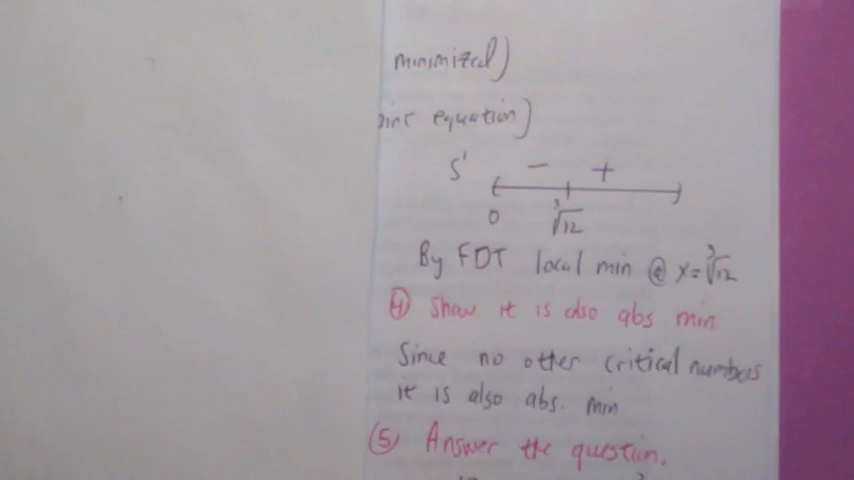 minimized)
equation)
S' − +
0 ∛12
By FDT local min @ x=∛12
④ Show it is also abs min
Since no other critical numbers
it is also abs. min
⑤ Answer the question.